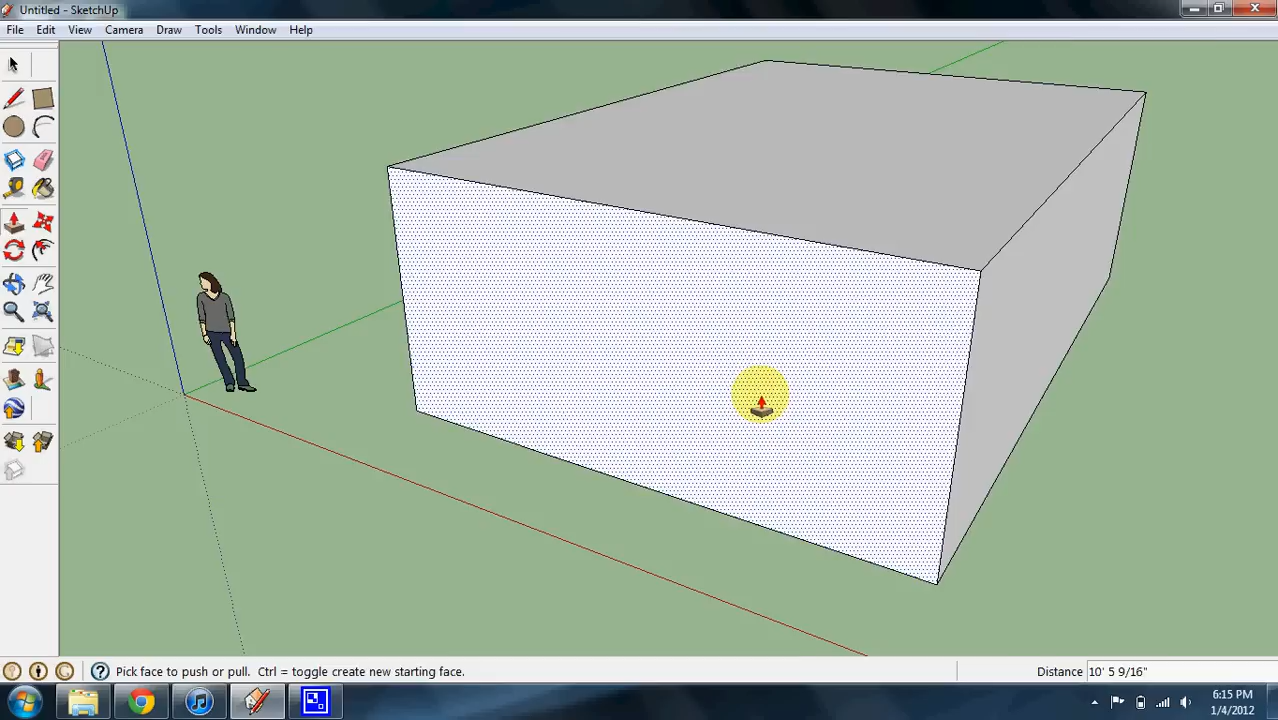 Untitled - SketchUp
File Edit View Camera Draw Tools Window Help
Pick face to push or pull. Ctrl = toggle create new starting face.
Distance 10' 5 9/16"
6:15 PM
1/4/2012